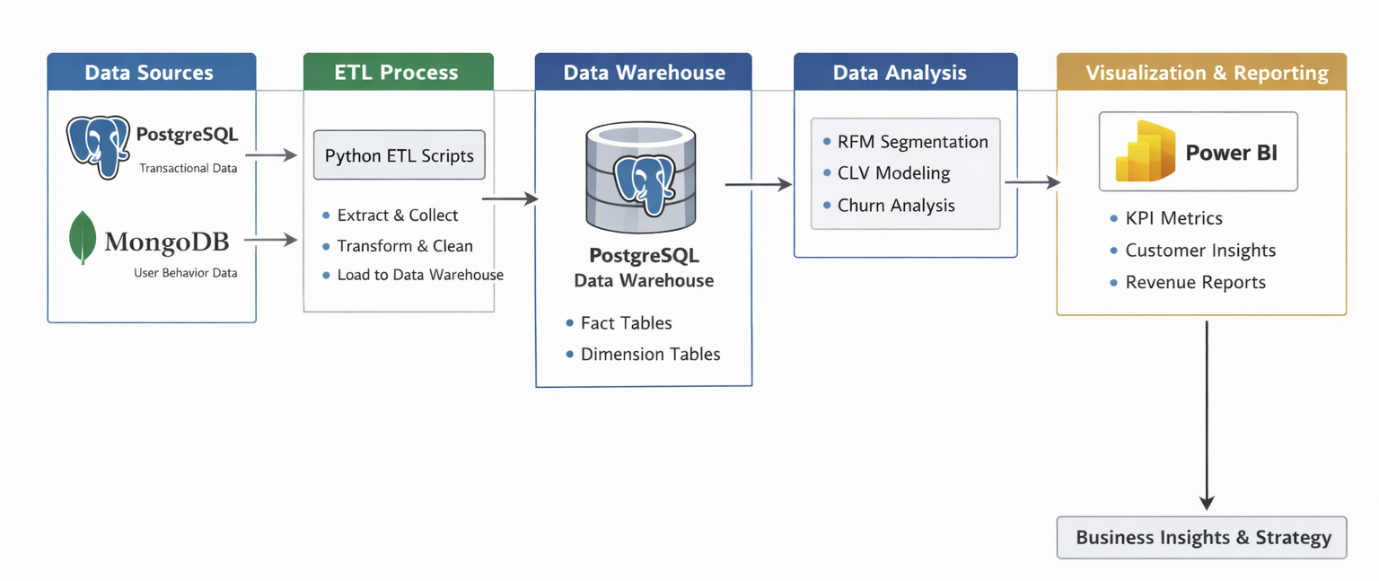 Data Sources
PostgreSQL
Transactional Data
MongoDB
User Behavior Data
ETL Process
Python ETL Scripts
Extract & Collect
Transform & Clean
Load to Data Warehouse
Data Warehouse
PostgreSQL
Data Warehouse
Fact Tables
Dimension Tables
Data Analysis
RFM Segmentation
CLV Modeling
Churn Analysis
Visualization & Reporting
Power BI
KPI Metrics
Customer Insights
Revenue Reports
Business Insights & Strategy